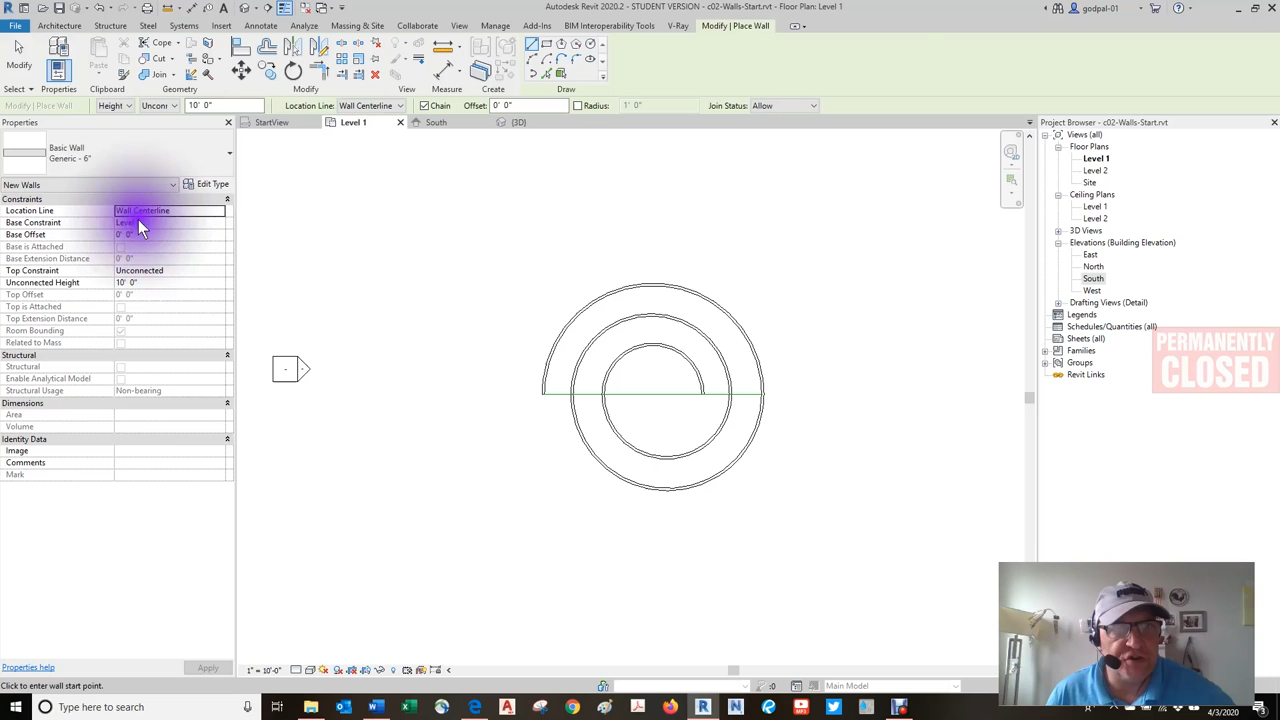 Autodesk Revit 2020.2 - STUDENT VERSION - c02-Walls-Start.rvt - Floor Plan: Level 1
godpal-01
File Architecture Structure Steel Systems Insert Annotate Analyze Massing & Site Collaborate View Manage Add-Ins BIM Interoperability Tools V-Ray Modify | Place Wall
Modify
Paste
Cope
Cut
Join
Select Properties Clipboard Geometry Modify View Measure Create Draw
Modify | Place Wall Height Uncon 10' 0" Location Line: Wall Centerline Chain Offset: 0' 0" Radius: 1' 0" Join Status: Allow
Properties
StartView Level 1 South {3D}
Project Browser - c02-Walls-Start.rvt
Basic Wall
Generic - 6"
New Walls Edit Type
Constraints
Location Line Wall Centerline
Base Constraint Level
Base Offset 0' 0"
Base is Attached
Base Extension Distance 0' 0"
Top Constraint Unconnected
Unconnected Height 10' 0"
Top Offset 0' 0"
Top is Attached
Top Extension Distance 0' 0"
Room Bounding
Related to Mass
Structural
Structural
Enable Analytical Model
Structural Usage Non-bearing
Dimensions
Area
Volume
Identity Data
Image
Comments
Mark
Properties help Apply
Views (all)
Floor Plans
Level 1
Level 2
Site
Ceiling Plans
Level 1
Level 2
3D Views
Elevations (Building Elevation)
East
North
South
West
Drafting Views (Detail)
Legends
Schedules/Quantities (all)
Sheets (all)
Families
Groups
Revit Links
PERMANENTLY
CLOSED
1" = 10'-0"
Click to enter wall start point.
:0
Main Model
Type here to search
4/3/2020